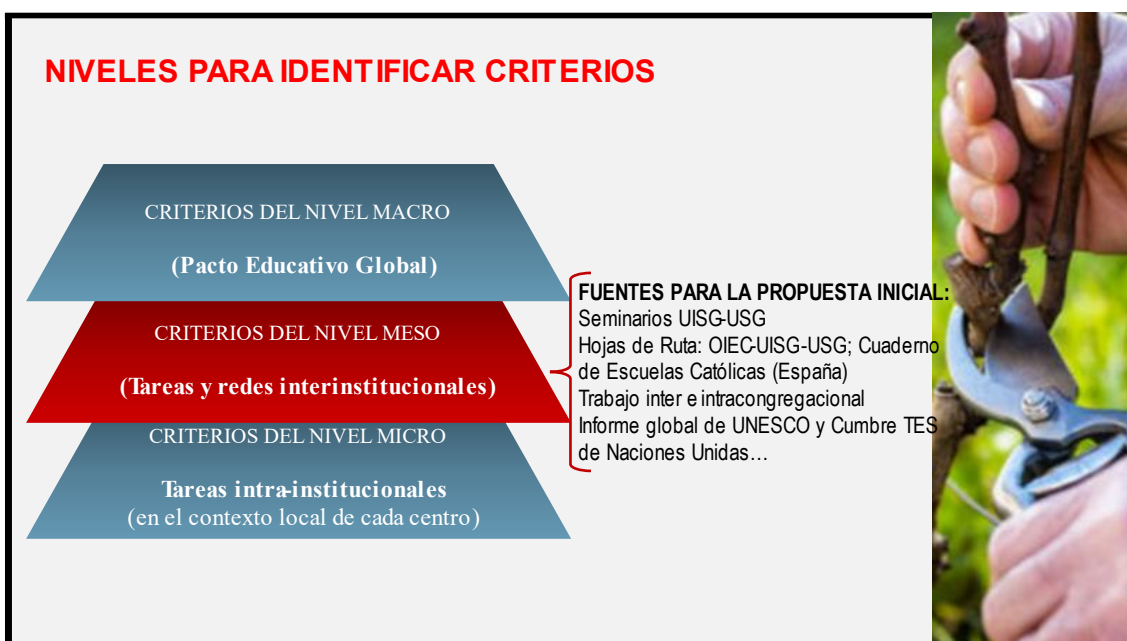 NIVELES PARA IDENTIFICAR CRITERIOS
CRITERIOS DEL NIVEL MACRO
(Pacto Educativo Global)
CRITERIOS DEL NIVEL MESO
(Tareas y redes interinstitucionales)
CRITERIOS DEL NIVEL MICRO
Tareas intra-institucionales
(en el contexto local de cada centro)
FUENTES PARA LA PROPUESTA INICIAL:
Seminarios UISG-USG
Hojas de Ruta: OIEC-UISG-USG; Cuaderno
de Escuelas Católicas (España)
Trabajo inter e intracongregacional
Informe global de UNESCO y Cumbre TES
de Naciones Unidas…